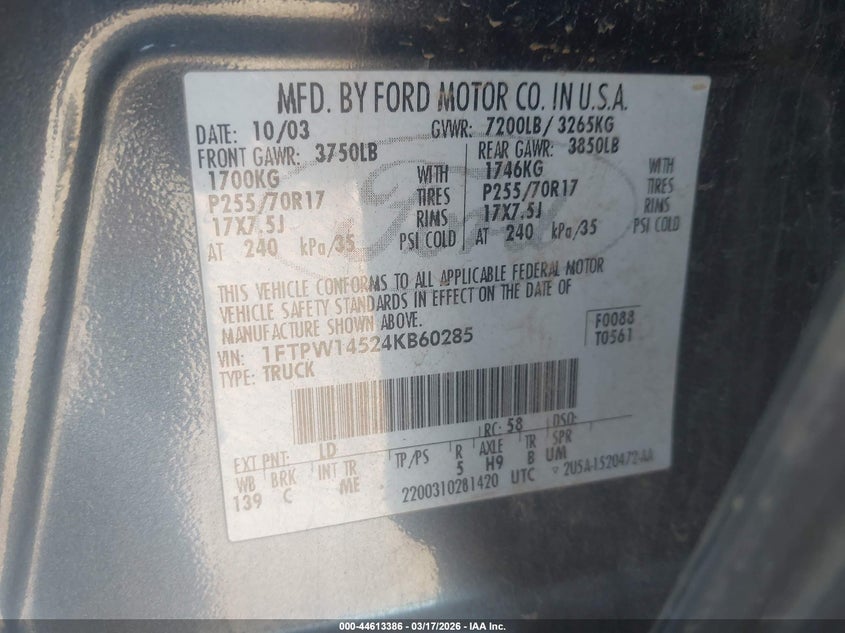 MFD. BY FORD MOTOR CO. IN U.S.A.
DATE: 10/03 GVWR: 7200LB / 3265KG
FRONT GAWR: 3750LB REAR GAWR: 3850LB
1700KG WITH 1746KG WITH
P255/70R17 TIRES P255/70R17 TIRES
17X7.5J RIMS 17X7.5J RIMS
AT 240 kPa/35 PSI COLD AT 240 kPa/35 PSI COLD
Ford
THIS VEHICLE CONFORMS TO ALL APPLICABLE FEDERAL MOTOR
VEHICLE SAFETY STANDARDS IN EFFECT ON THE DATE OF
MANUFACTURE SHOWN ABOVE.
VIN: 1FTPW14524KB60285 F0088
TYPE: TRUCK T0561
RC: 58 DSO:
EXT PNT: LD
WB BRK INT TR TP/PS R AXLE TR SPR
139 C ME 5 H9 B UM
2200310281420 UTC 2U5A-1520472-AA
000-44613386 - 03/17/2026 - IAA Inc.